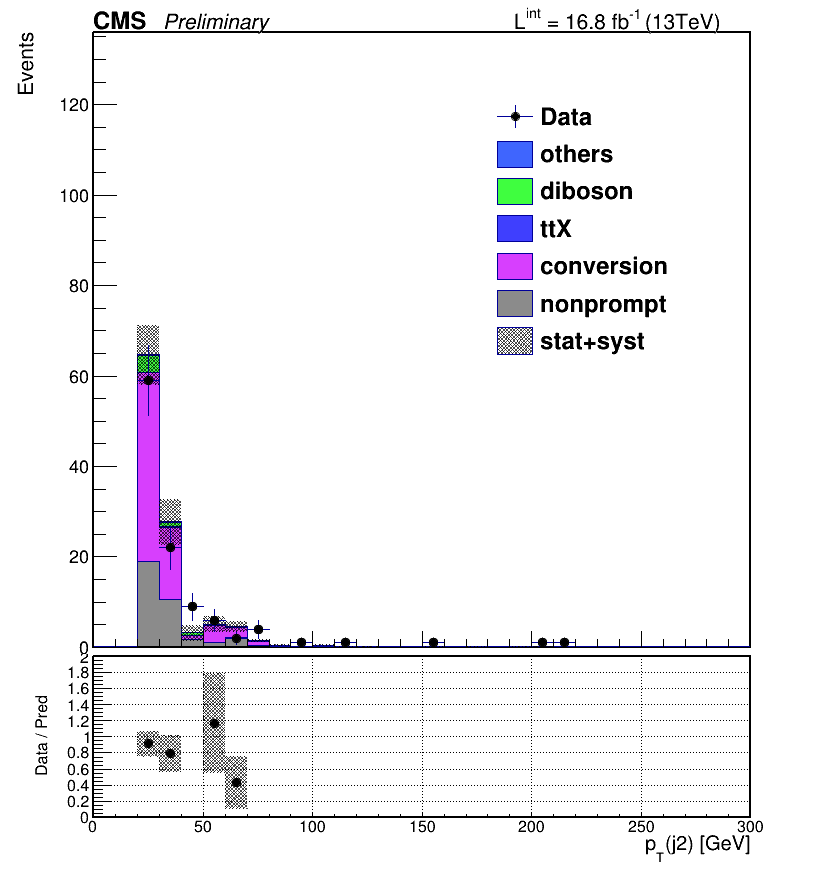 CMS Preliminary L^int = 16.8 fb^-1 (13TeV)
Events
120
100
80
60
40
20
0
Data
others
diboson
ttX
conversion
nonprompt
stat+syst
Data / Pred
2
1.8
1.6
1.4
1.2
1
0.8
0.6
0.4
0.2
0
0 50 100 150 200 250 300
p_T(j2) [GeV]